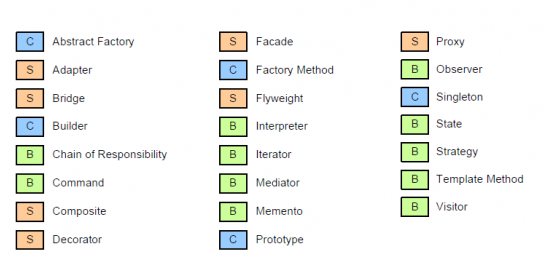 C Abstract Factory
S Adapter
S Bridge
C Builder
B Chain of Responsibility
B Command
S Composite
S Decorator
S Facade
C Factory Method
S Flyweight
B Interpreter
B Iterator
B Mediator
B Memento
C Prototype
S Proxy
B Observer
C Singleton
B State
B Strategy
B Template Method
B Visitor